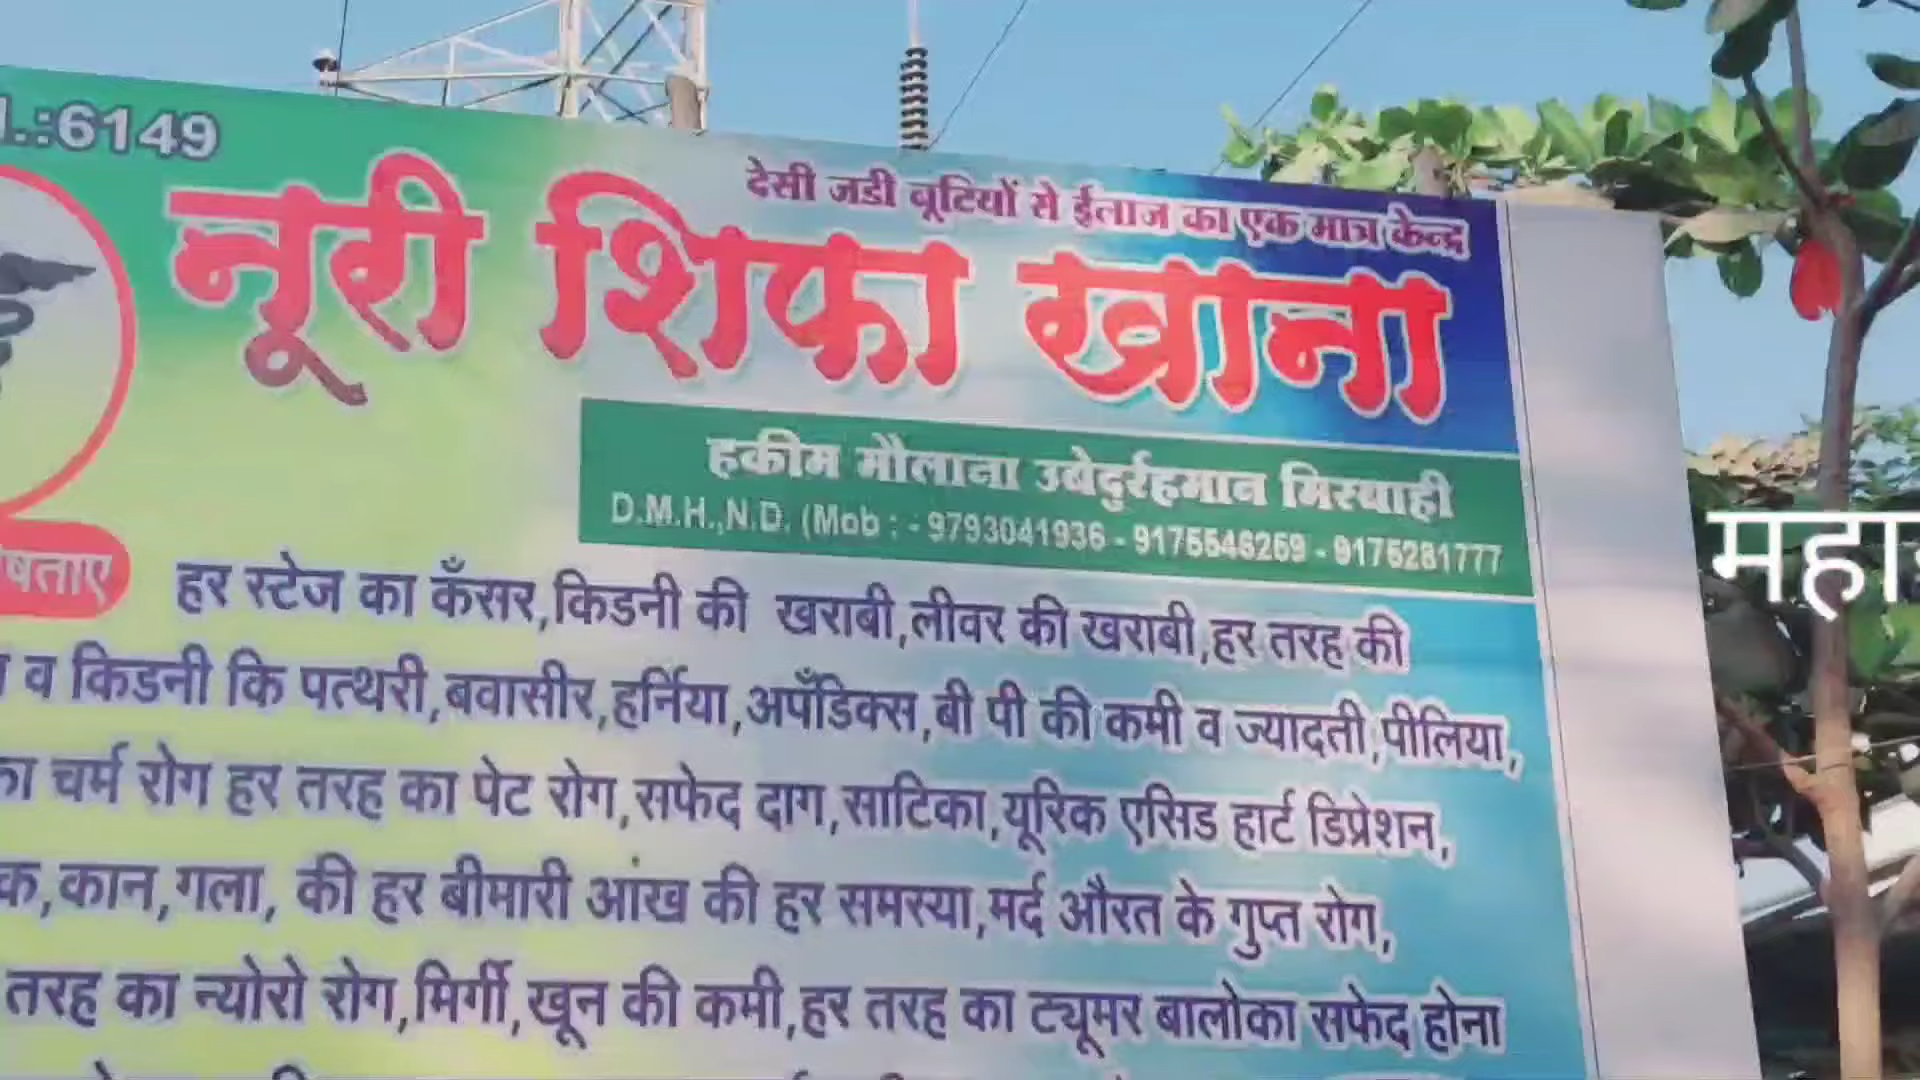 .:6149
देसी जडी बूटियों से ईलाज का एक मात्र केन्द्र
नूरी शिफा खाना
हकीम मौलाना उबेदुर्रहमान मिस्बाही
D.M.H.,N.D. (Mob : - 9793041936 - 9175546259 - 9175281777
षताए
हर स्टेज का कँसर,किडनी की खराबी,लीवर की खराबी,हर तरह की
व किडनी कि पत्थरी,बवासीर,हर्निया,अपँडिक्स,बी पी की कमी व ज्यादती,पीलिया,
का चर्म रोग हर तरह का पेट रोग,सफेद दाग,साटिका,यूरिक एसिड हार्ट डिप्रेशन,
क,कान,गला, की हर बीमारी आंख की हर समस्या,मर्द औरत के गुप्त रोग,
तरह का न्योरो रोग,मिर्गी,खून की कमी,हर तरह का ट्यूमर बालोका सफेद होना
महा